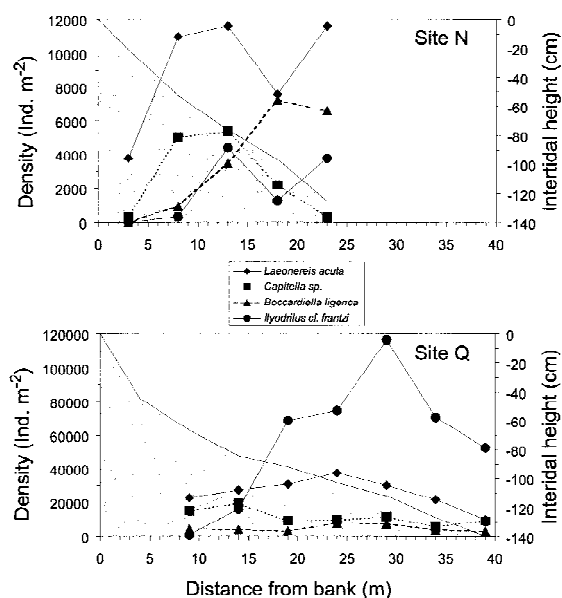 Site N
Density (Ind. m-2)
12000
10000
8000
6000
4000
2000
0
0
-20
-40
-60
-80
-100
-120
-140
Intertidal height (cm)
0 5 10 15 20 25 30 35 40
Laeonereis acuta
Capitella sp.
Boccardiella ligerica
Ilyodrilus cf. frantzi
Site Q
Density (Ind. m-2)
120000
100000
80000
60000
40000
20000
0
0
-20
-40
-60
-80
-100
-120
-140
Interidal height (cm)
0 5 10 15 20 25 30 35 40
Distance from bank (m)